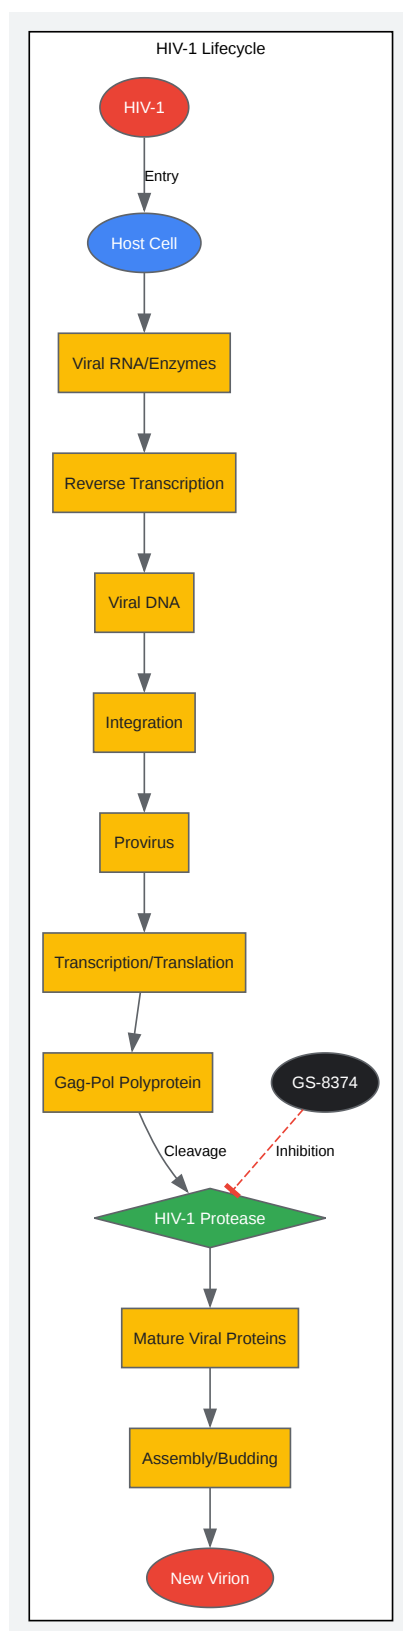 HIV-1 Lifecycle
HIV-1
Entry
Host Cell
Viral RNA/Enzymes
Reverse Transcription
Viral DNA
Integration
Provirus
Transcription/Translation
Gag-Pol Polyprotein
GS-8374
Cleavage
Inhibition
HIV-1 Protease
Mature Viral Proteins
Assembly/Budding
New Virion